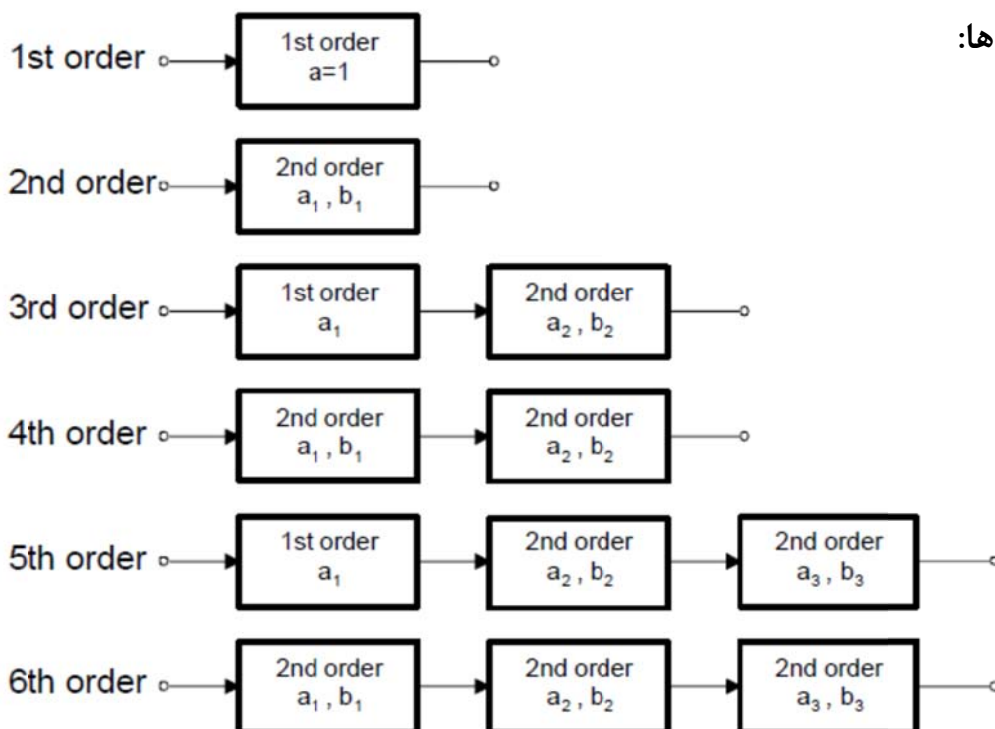 ها:
1st order
1st order
a=1
2nd order
2nd order
a₁ , b₁
3rd order
1st order
a₁
2nd order
a₂ , b₂
4th order
2nd order
a₁ , b₁
2nd order
a₂ , b₂
5th order
1st order
a₁
2nd order
a₂ , b₂
2nd order
a₃ , b₃
6th order
2nd order
a₁ , b₁
2nd order
a₂ , b₂
2nd order
a₃ , b₃